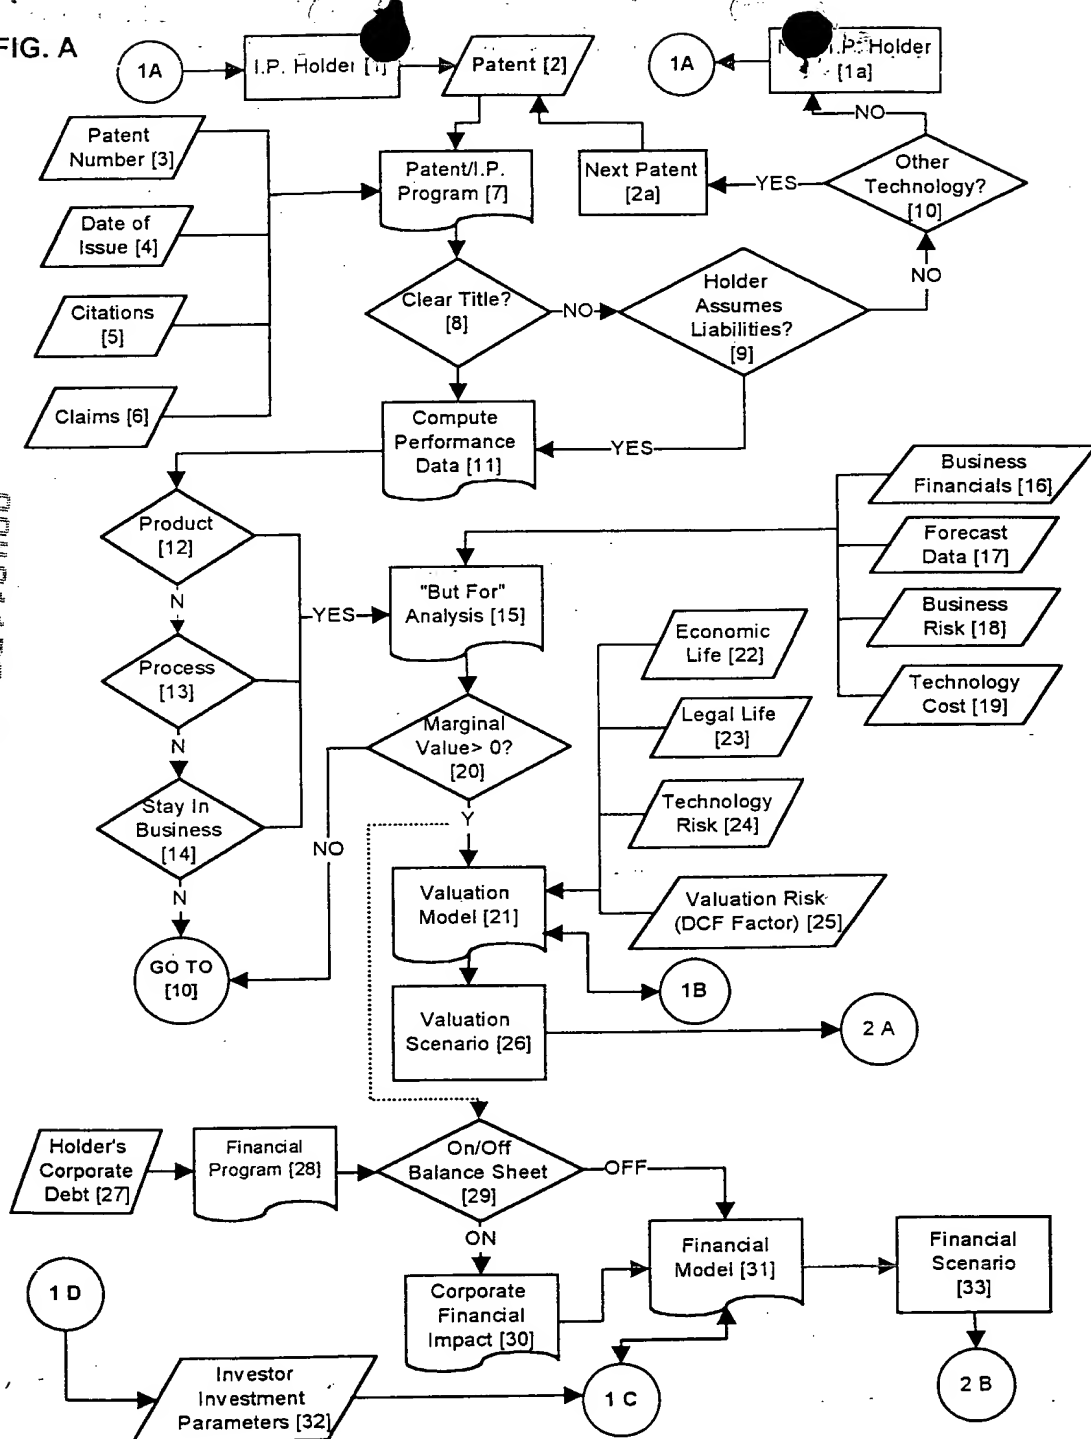 FIG. A
1A
I.P. Holder [1]
Patent [2]
1A
I.P. Holder
[1a]
NO
Patent
Number [3]
Patent/I.P.
Program [7]
Next Patent
[2a]
YES
Other
Technology?
[10]
Date of
Issue [4]
NO
Clear Title?
[8]
NO
Holder
Assumes
Liabilities?
[9]
Citations
[5]
Claims [6]
Compute
Performance
Data [11]
YES
Business
Financials [16]
Product
[12]
Forecast
Data [17]
N
YES
"But For"
Analysis [15]
Business
Risk [18]
Economic
Life [22]
Process
[13]
Technology
Cost [19]
Legal Life
[23]
N
Marginal
Value> 0?
[20]
Stay In
Business
[14]
Technology
Risk [24]
Y
NO
N
Valuation
Model [21]
Valuation Risk
(DCF Factor) [25]
GO TO
[10]
1B
Valuation
Scenario [26]
2 A
Holder's
Corporate
Debt [27]
Financial
Program [28]
On/Off
Balance Sheet
[29]
OFF
ON
Financial
Model [31]
Financial
Scenario
[33]
1 D
Corporate
Financial
Impact [30]
Investor
Investment
Parameters [32]
1 C
2 B